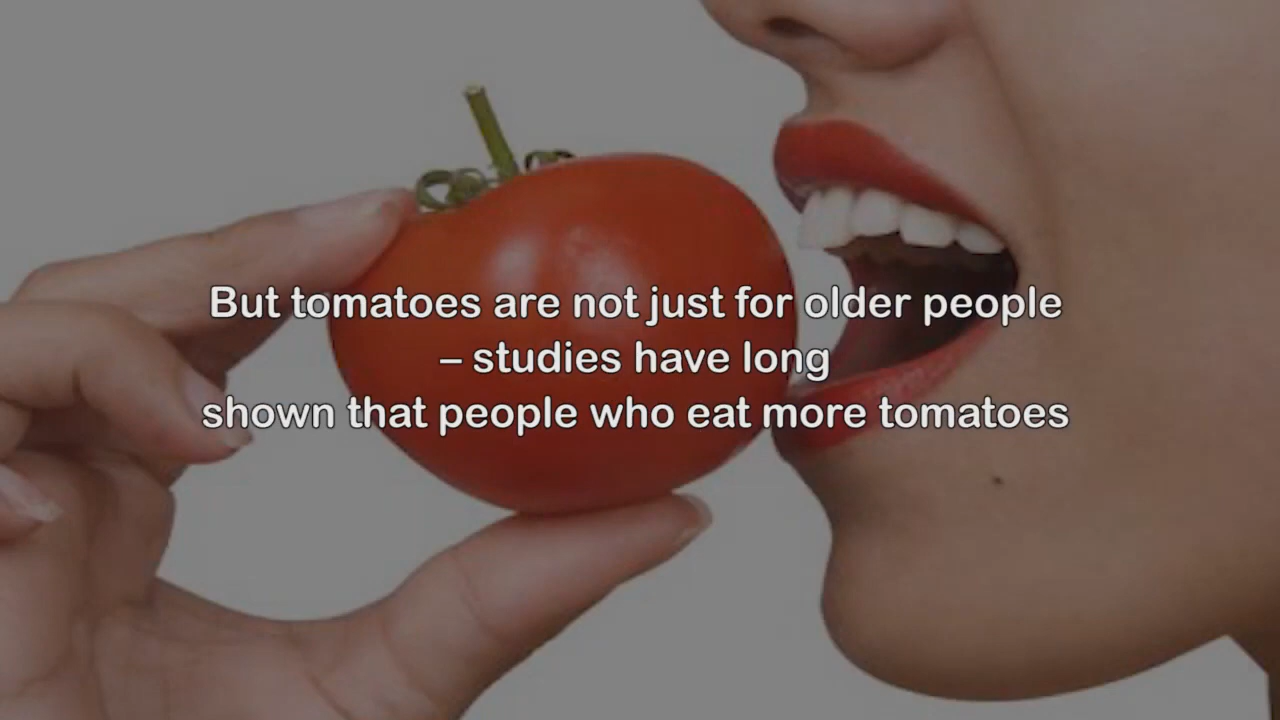 But tomatoes are not just for older people
– studies have long
shown that people who eat more tomatoes